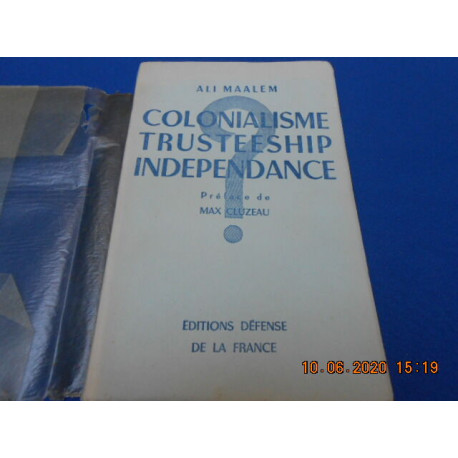 ALI MAALEM
COLONIALISME
TRUSTEESHIP
INDEPENDANCE
?
Préface de
MAX CLUZEAU
ÉDITIONS DÉFENSE
DE LA FRANCE
10.06.2020 15:19